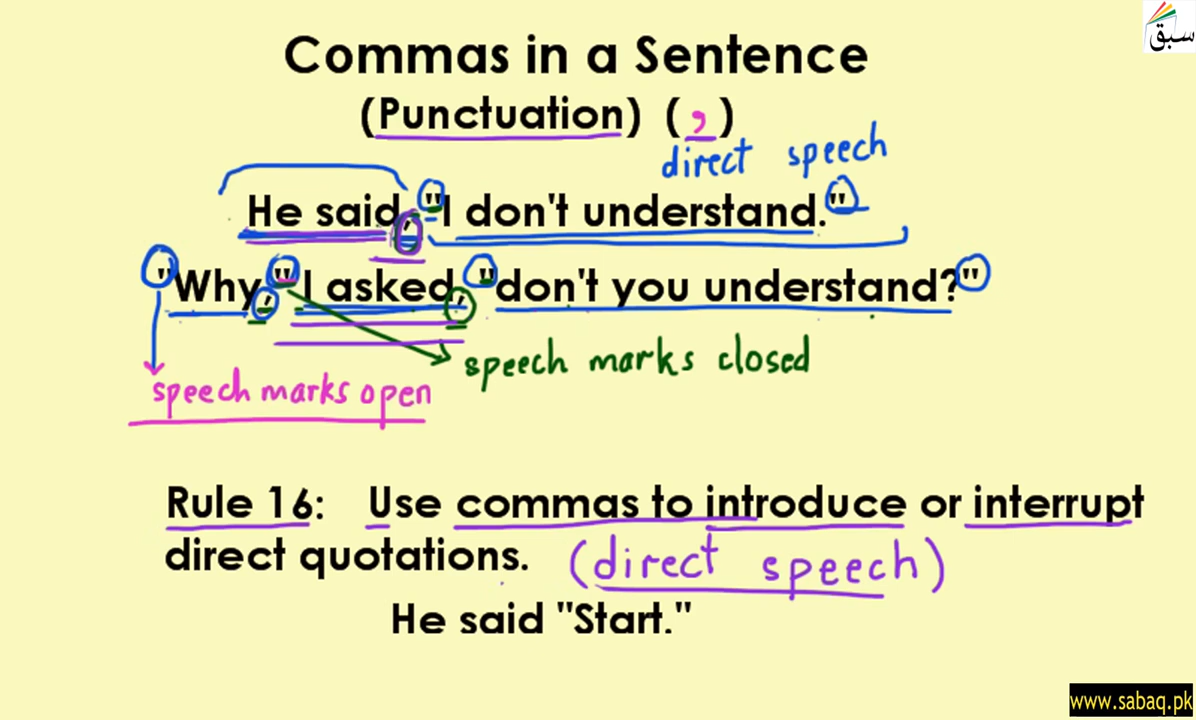 سبق
Commas in a Sentence
(Punctuation) (,)
direct speech
He said, "I don't understand."
"Why," I asked, "don't you understand?"
speech marks closed
speech marks open
Rule 16: Use commas to introduce or interrupt
direct quotations. (direct speech)
He said "Start."
www.sabaq.pk